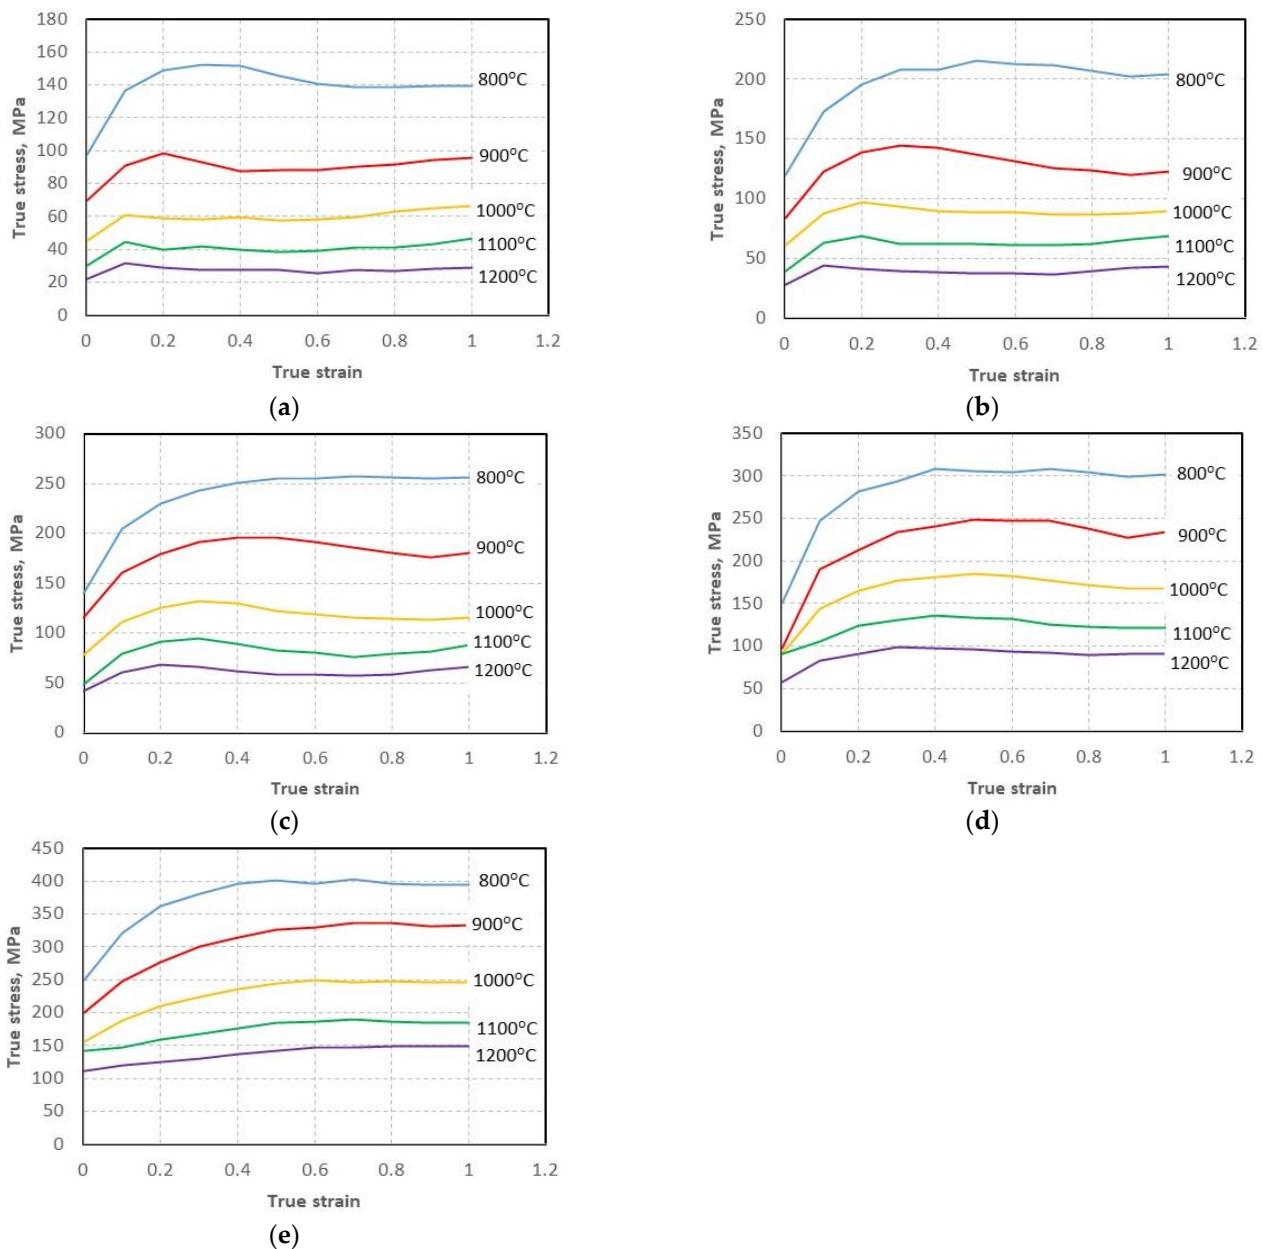 True stress, MPa
180
160
140
120
100
80
60
40
20
0
800°C
900°C
1000°C
1100°C
1200°C
0 0.2 0.4 0.6 0.8 1 1.2
True strain
(a)
True stress, MPa
250
200
150
100
50
0
800°C
900°C
1000°C
1100°C
1200°C
0 0.2 0.4 0.6 0.8 1 1.2
True strain
(b)
True stress, MPa
300
250
200
150
100
50
0
800°C
900°C
1000°C
1100°C
1200°C
0 0.2 0.4 0.6 0.8 1 1.2
True strain
(c)
True stress, MPa
350
300
250
200
150
100
50
0
800°C
900°C
1000°C
1100°C
1200°C
0 0.2 0.4 0.6 0.8 1 1.2
True strain
(d)
True stress, MPa
450
400
350
300
250
200
150
100
50
0
800°C
900°C
1000°C
1100°C
1200°C
0 0.2 0.4 0.6 0.8 1 1.2
True strain
(e)